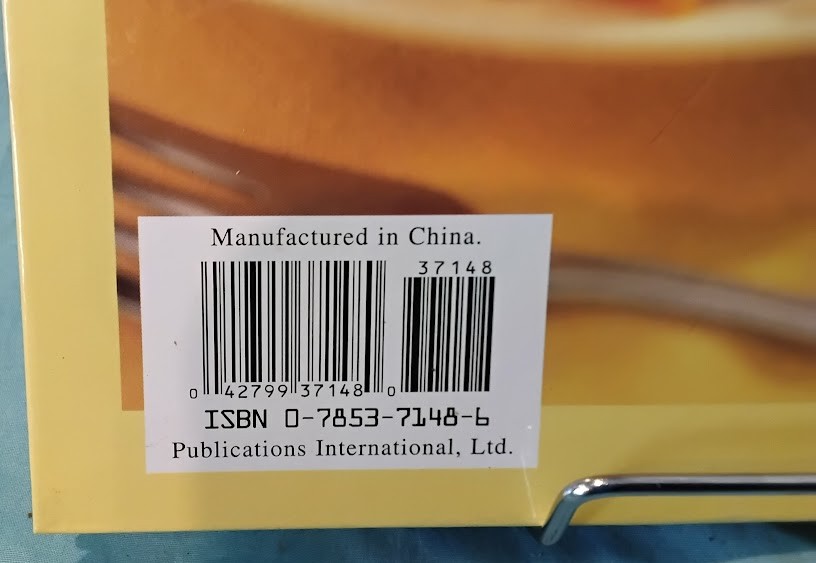 Manufactured in China.
37148
0 42799 37148 0
ISBN 0-7853-7148-6
Publications International, Ltd.